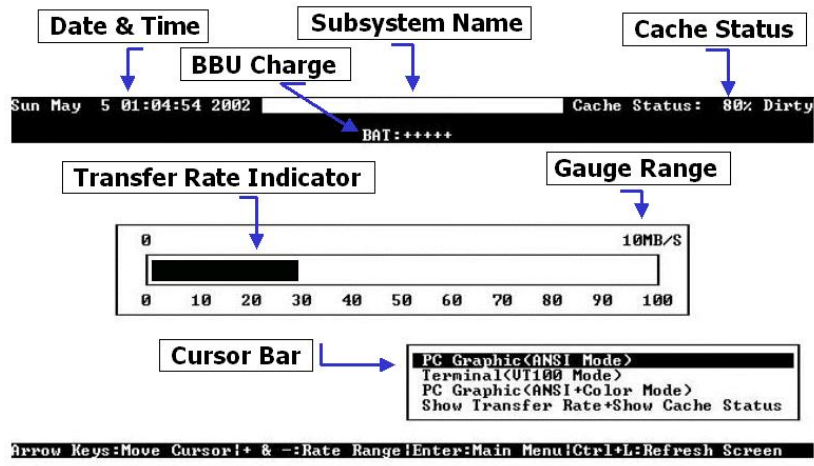 Date & Time
Subsystem Name
Cache Status
BBU Charge
Sun May 5 01:04:54 2002
Cache Status: 80% Dirty
BAT:+++++
Transfer Rate Indicator
Gauge Range
0 10MB/S
0 10 20 30 40 50 60 70 80 90 100
Cursor Bar
PC Graphic(ANSI Mode)
Terminal(VT100 Mode)
PC Graphic(ANSI+Color Mode)
Show Transfer Rate+Show Cache Status
Arrow Keys:Move Cursor|+ & -:Rate Range|Enter:Main Menu|Ctrl+L:Refresh Screen